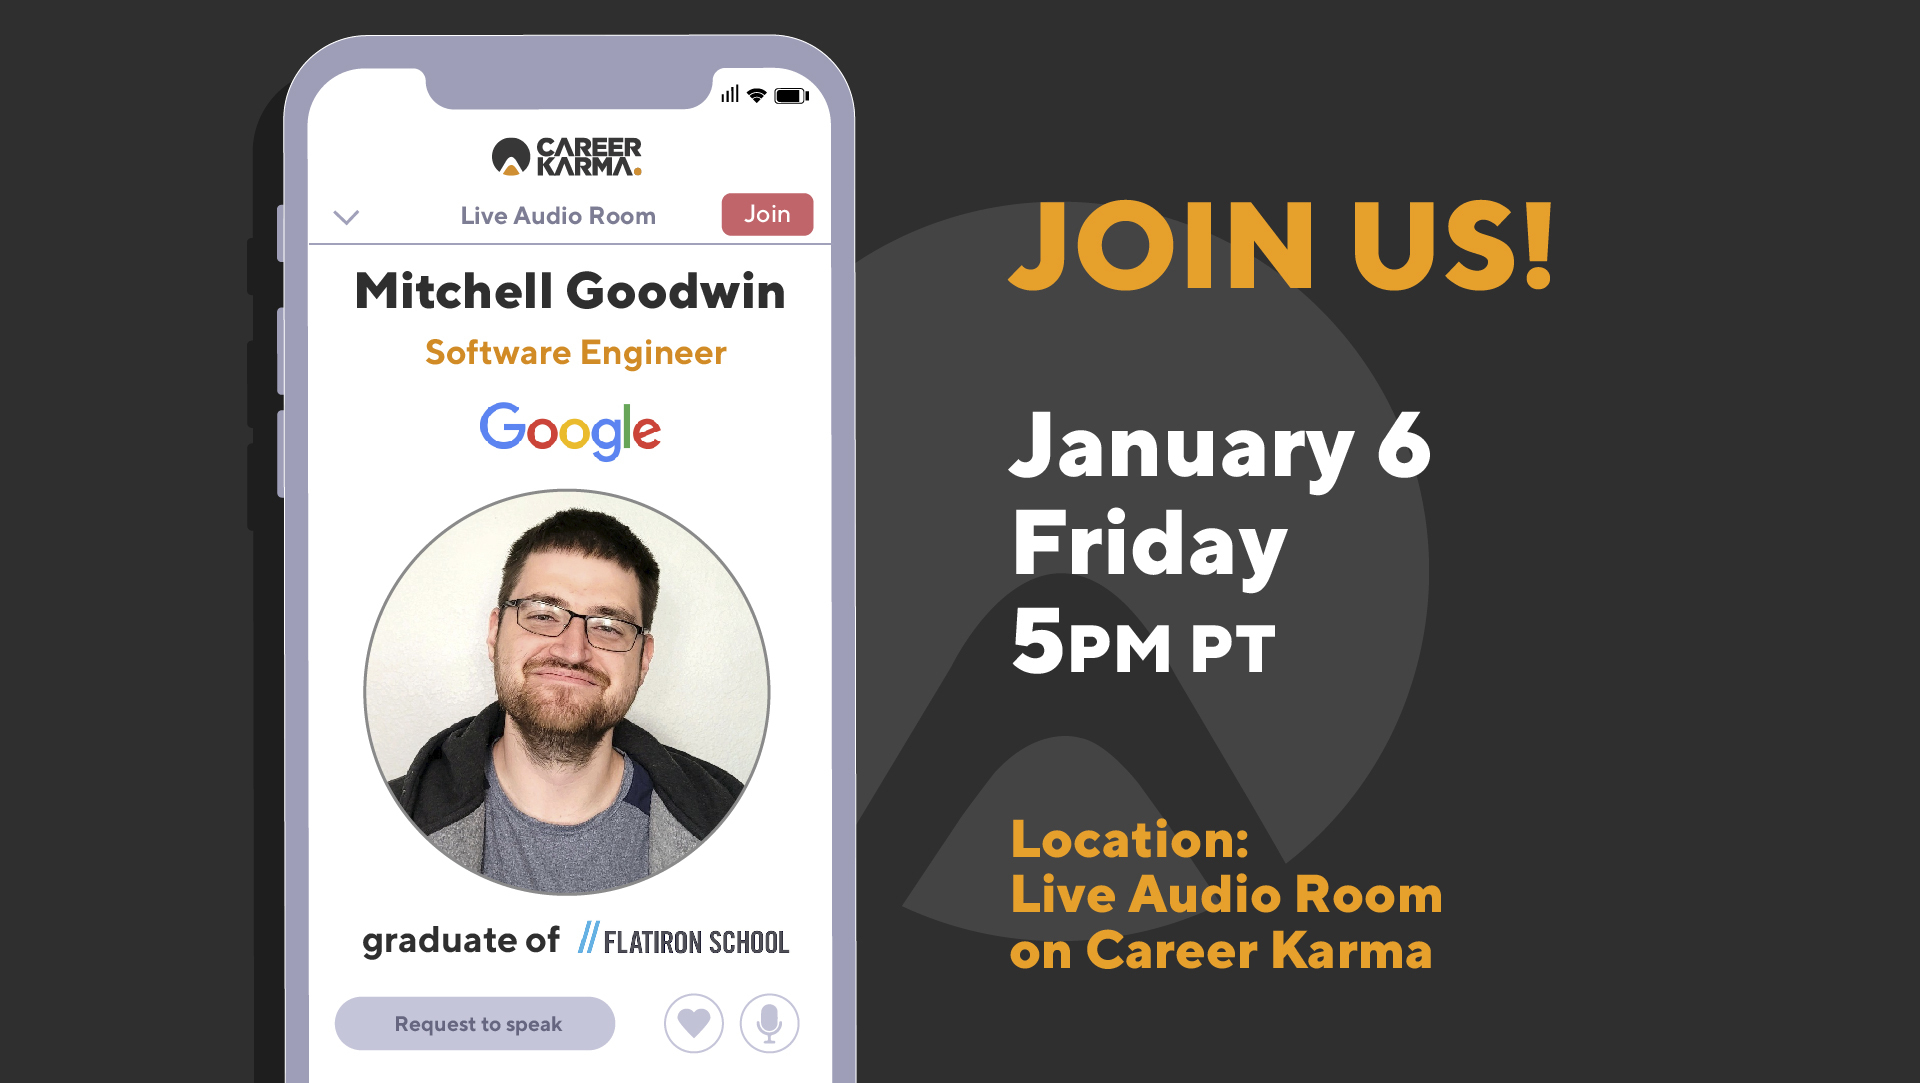 CAREER
KARMA.
Live Audio Room
Join
Mitchell Goodwin
Software Engineer
Google
graduate of // FLATIRON SCHOOL
Request to speak
JOIN US!
January 6
Friday
5PM PT
Location:
Live Audio Room
on Career Karma